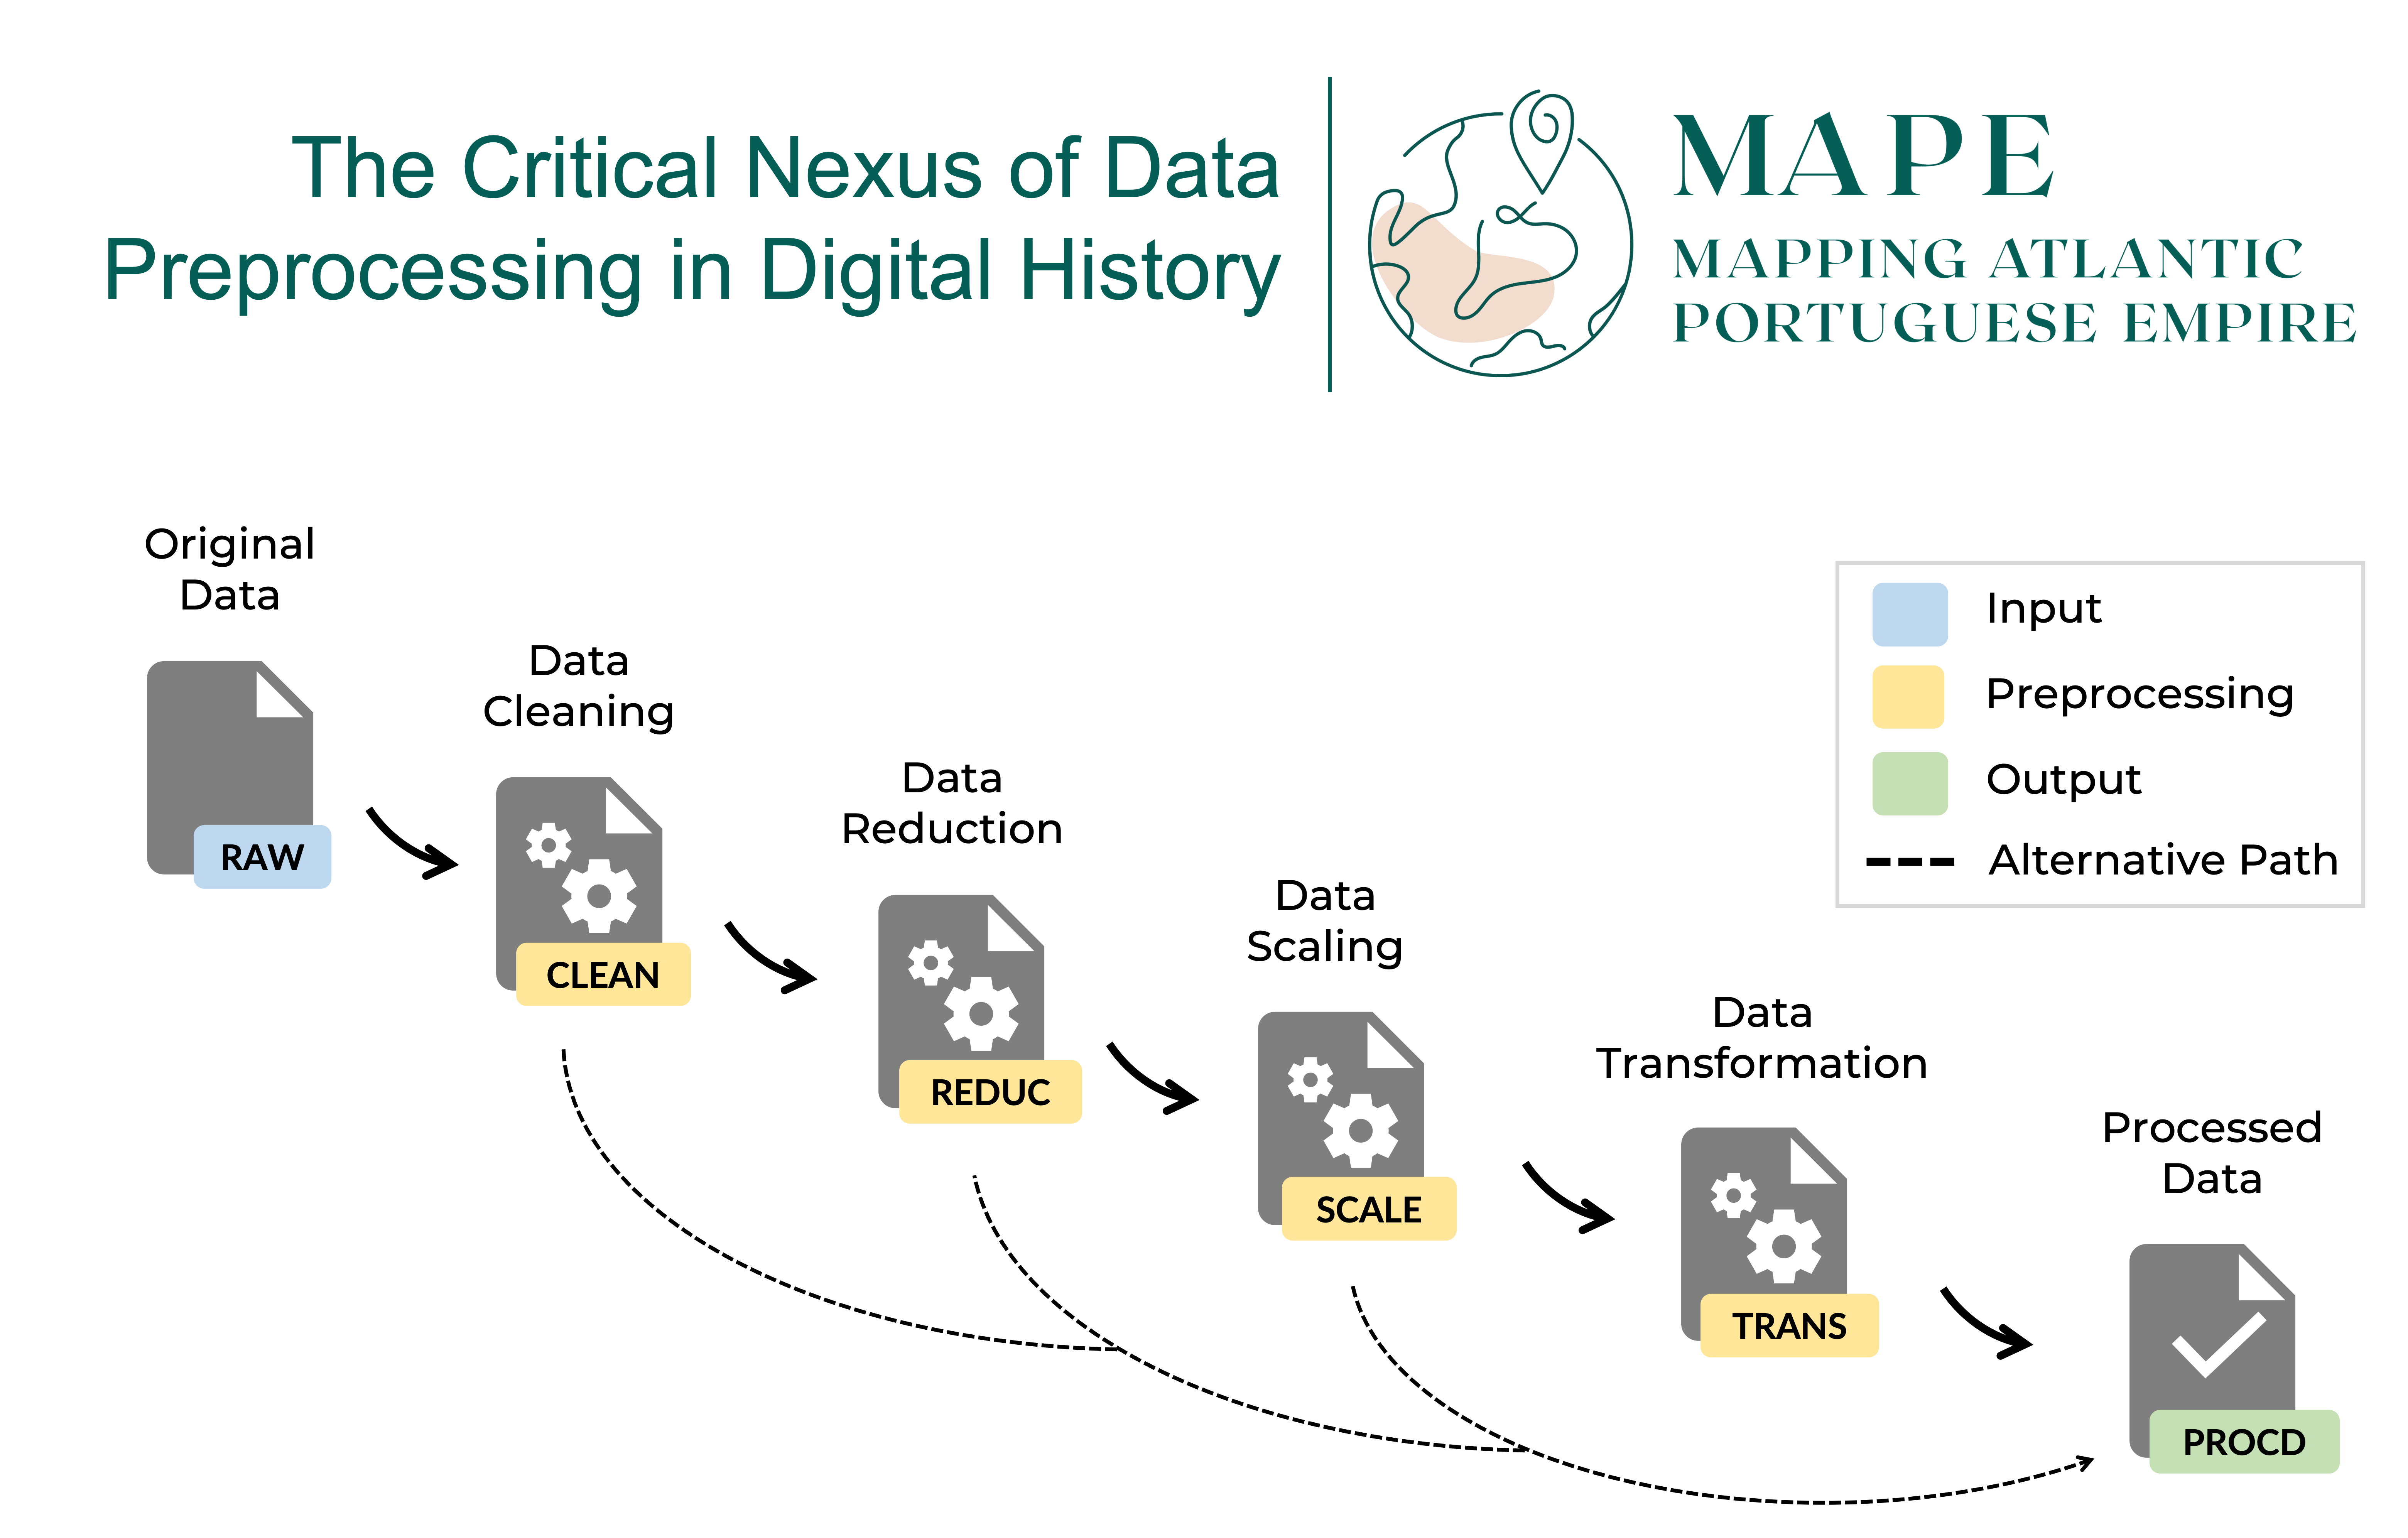 The Critical Nexus of Data
Preprocessing in Digital History
MAPE
MAPPING ATLANTIC
PORTUGUESE EMPIRE
Original
Data
RAW
Data
Cleaning
CLEAN
Data
Reduction
REDUC
Data
Scaling
SCALE
Data
Transformation
TRANS
Processed
Data
PROCD
Input
Preprocessing
Output
Alternative Path